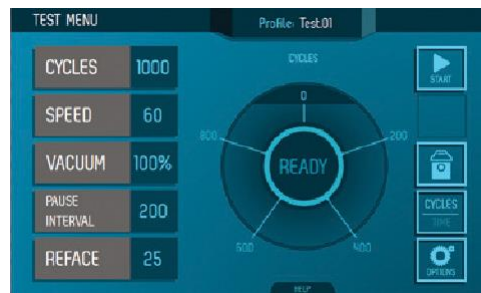 TEST MENU
Profile: Test.01
CYCLES 1000
SPEED 60
VACUUM 100%
PAUSE INTERVAL 200
REFACE 25
CYCLES
0
200
400
600
800
READY
START
CYCLES
TIME
OPTIONS
HELP